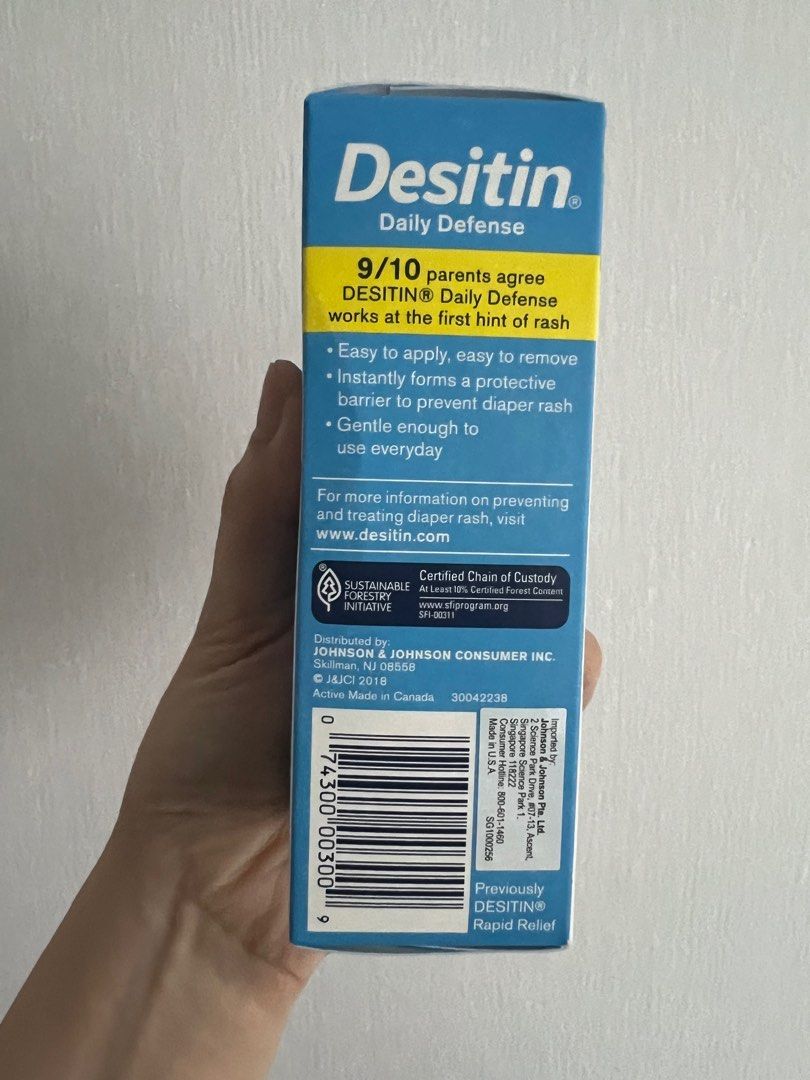 Desitin®
Daily Defense
9/10 parents agree
DESITIN® Daily Defense
works at the first hint of rash
• Easy to apply, easy to remove
• Instantly forms a protective
barrier to prevent diaper rash
• Gentle enough to
use everyday
For more information on preventing
and treating diaper rash, visit
www.desitin.com
®
SUSTAINABLE
FORESTRY
INITIATIVE
Certified Chain of Custody
At Least 10% Certified Forest Content
www.sfiprogram.org
SFI-00311
Distributed by:
JOHNSON & JOHNSON CONSUMER INC.
Skillman, NJ 08558
© J&JCI 2018
Active Made in Canada 30042238
0 74300 00300 9
Imported by:
Johnson & Johnson Pte. Ltd.
2 Science Park Drive, #07-13, Ascent,
Singapore Science Park 1,
Singapore 118222
Consumer Hotline: 800-601-1460
Made in U.S.A. SG1000256
Previously
DESITIN®
Rapid Relief